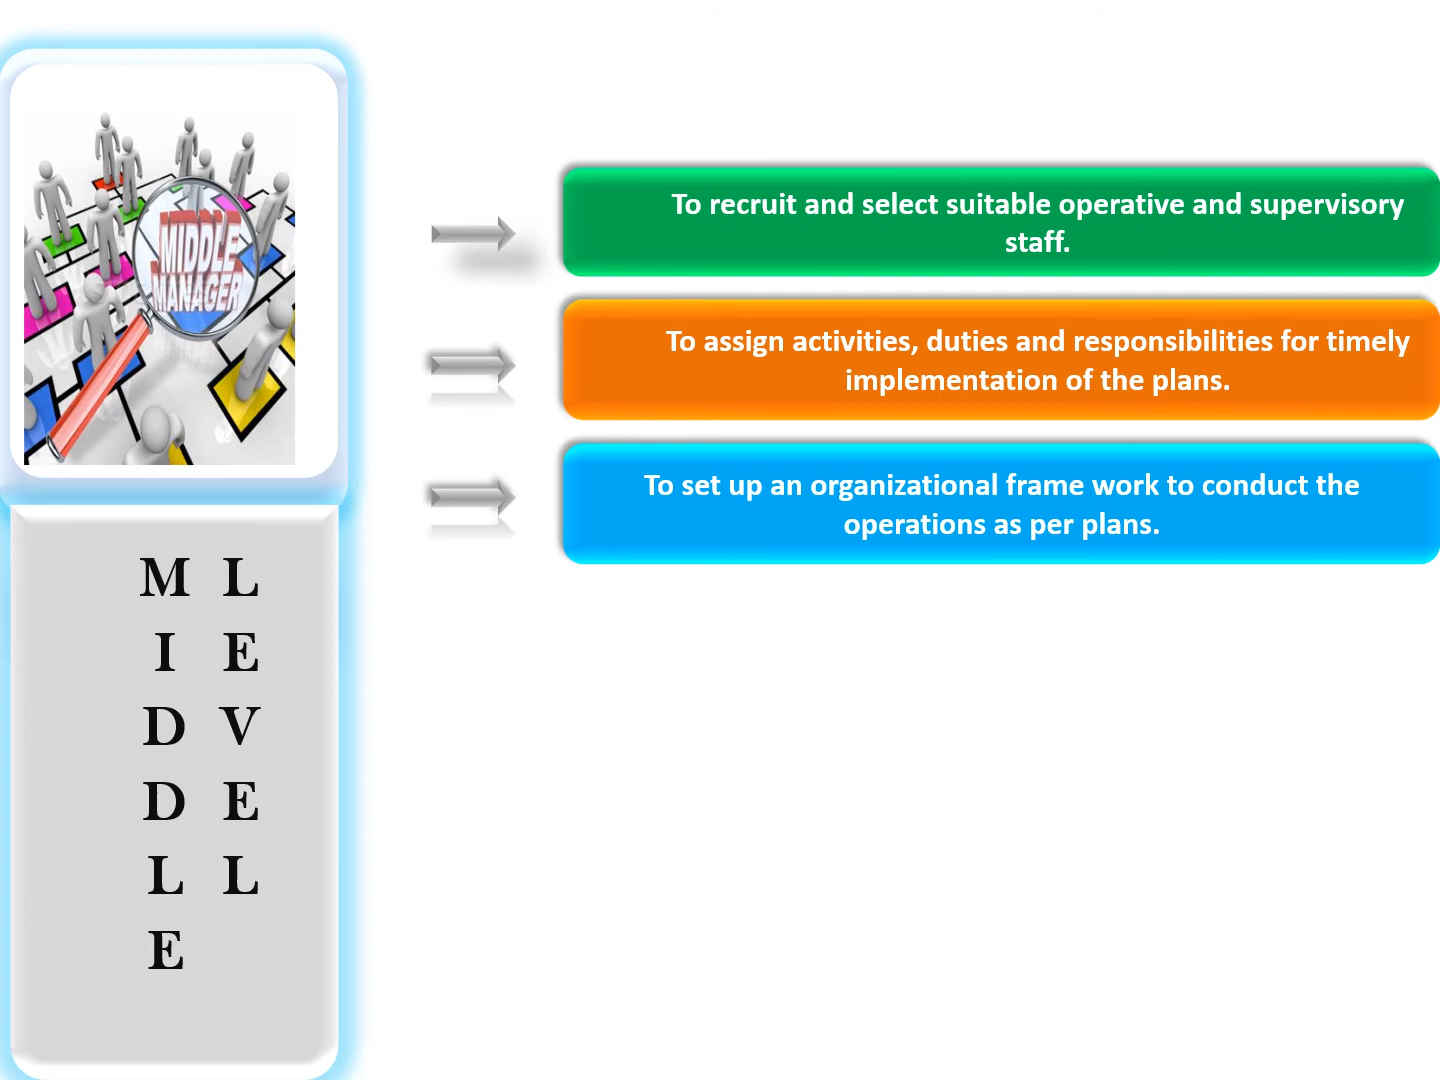 MIDDLE
MANAGER
To recruit and select suitable operative and supervisory
staff.
To assign activities, duties and responsibilities for timely
implementation of the plans.
To set up an organizational frame work to conduct the
operations as per plans.
M L
I E
D V
D E
L L
E